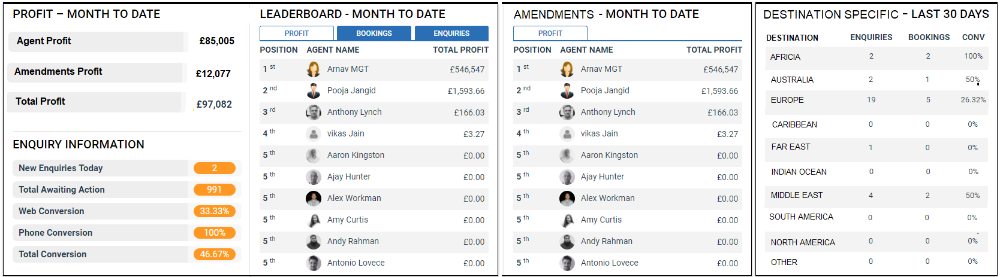 PROFIT – MONTH TO DATE
Agent Profit £85,005
Amendments Profit £12,077
Total Profit £97,082
ENQUIRY INFORMATION
New Enquiries Today 2
Total Awaiting Action 991
Web Conversion 33.33%
Phone Conversion 100%
Total Conversion 46.67%
LEADERBOARD - MONTH TO DATE
PROFIT BOOKINGS ENQUIRIES
POSITION AGENT NAME TOTAL PROFIT
1 st Arnav MGT £546,547
2 nd Pooja Jangid £1,593.66
3 rd Anthony Lynch £166.03
4 th vikas Jain £3.27
5 th Aaron Kingston £0.00
5 th Ajay Hunter £0.00
5 th Alex Workman £0.00
5 th Amy Curtis £0.00
5 th Andy Rahman £0.00
5 th Antonio Lovece £0.00
AMENDMENTS - MONTH TO DATE
PROFIT
POSITION AGENT NAME TOTAL PROFIT
1 st Arnav MGT £546,547
2 nd Pooja Jangid £1,593.66
3 rd Anthony Lynch £166.03
4 th vikas Jain £3.27
5 th Aaron Kingston £0.00
5 th Ajay Hunter £0.00
5 th Alex Workman £0.00
5 th Amy Curtis £0.00
5 th Andy Rahman £0.00
5 th Antonio Lovece £0.00
DESTINATION SPECIFIC - LAST 30 DAYS
DESTINATION ENQUIRIES BOOKINGS CONV
AFRICIA 2 2 100%
AUSTRALIA 2 1 50%
EUROPE 19 5 26.32%
CARIBBEAN 0 0 0%
FAR EAST 1 0 0%
INDIAN OCEAN 0 0 0%
MIDDLE EAST 4 2 50%
SOUTH AMERICA 0 0 0%
NORTH AMERICA 0 0 0%
OTHER 0 0 0%